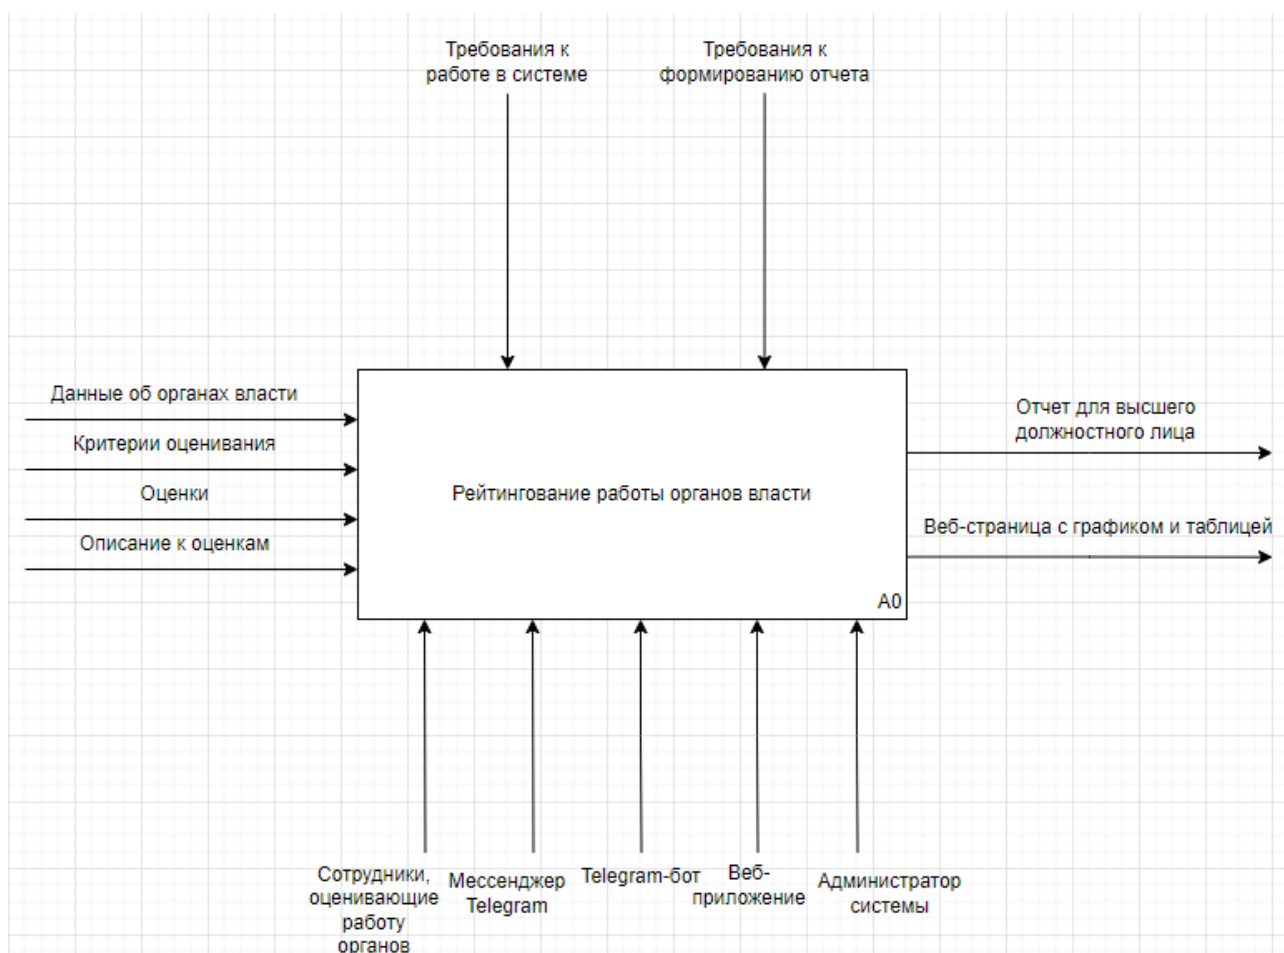 Требования к
работе в системе
Требования к
формированию отчета
Данные об органах власти
Критерии оценивания
Оценки
Описание к оценкам
Рейтингование работы органов власти
A0
Отчет для высшего
должностного лица
Веб-страница с графиком и таблицей
Сотрудники,
оценивающие
работу
органов
Мессенджер
Telegram
Telegram-бот
Веб-
приложение
Администратор
системы